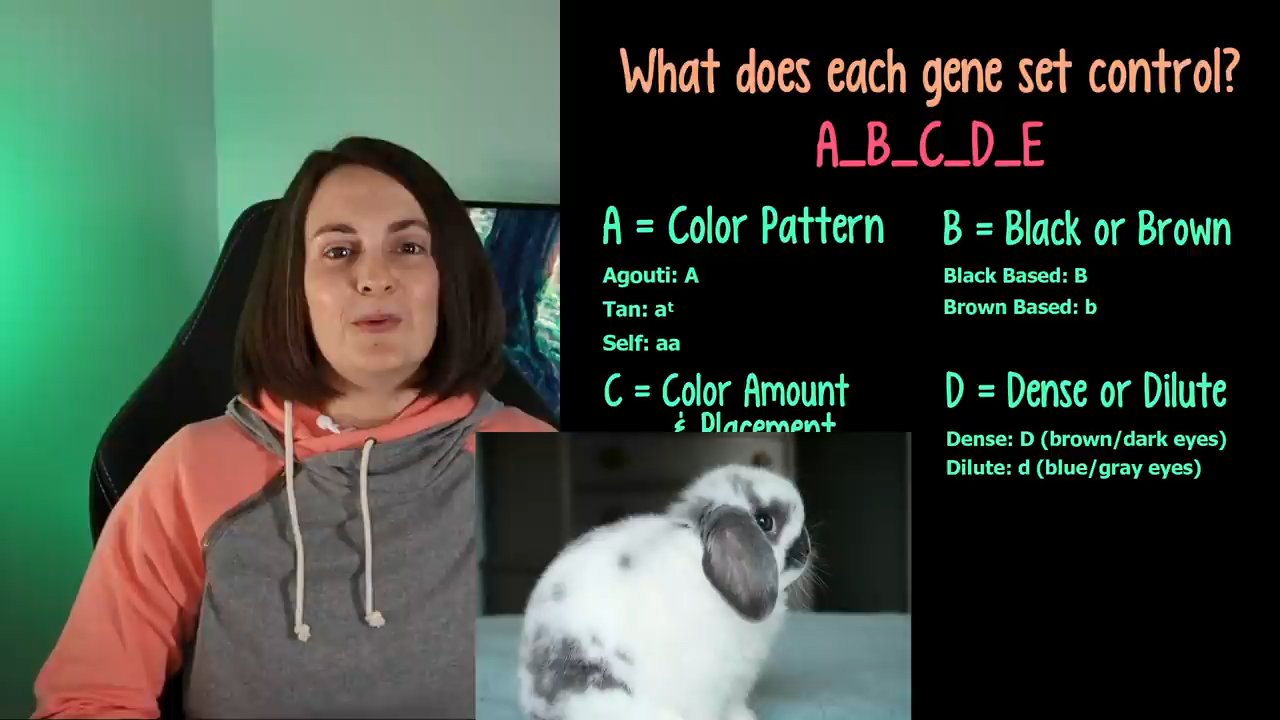 What does each gene set control?
A_B_C_D_E
A = Color Pattern
Agouti: A
Tan: aᵗ
Self: aa
B = Black or Brown
Black Based: B
Brown Based: b
C = Color Amount
& Placement
D = Dense or Dilute
Dense: D (brown/dark eyes)
Dilute: d (blue/gray eyes)